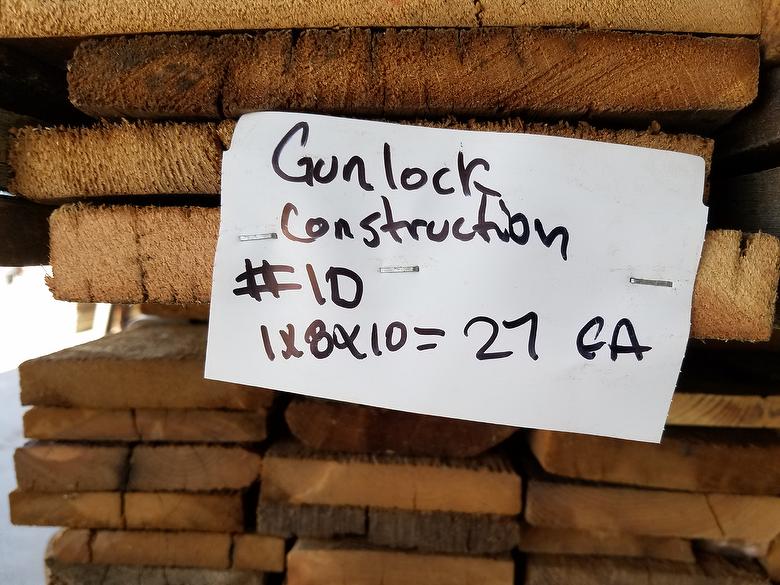 Gunlock
Construction
#10
1x8x10= 27 EA